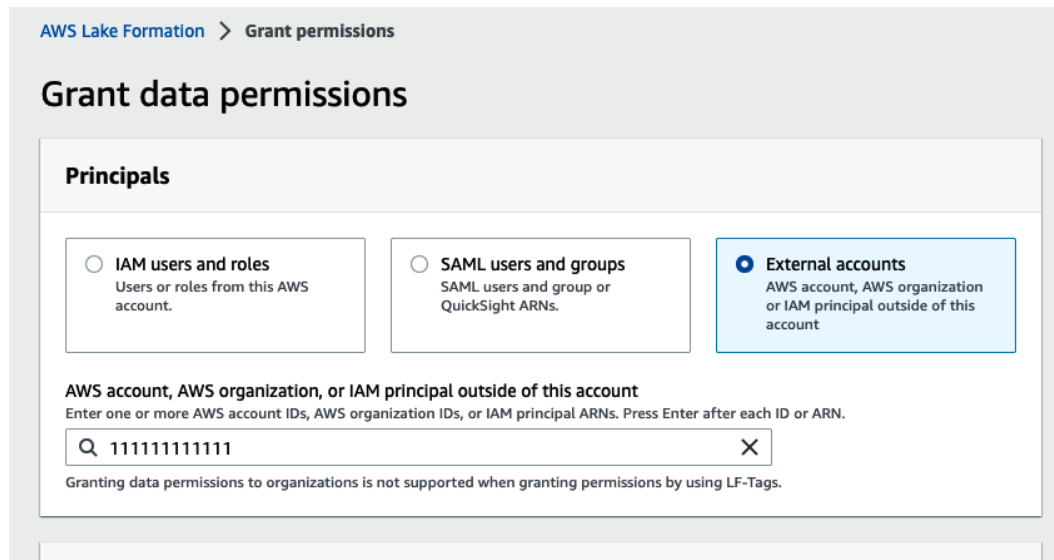 AWS Lake Formation > Grant permissions
Grant data permissions
Principals
IAM users and roles
Users or roles from this AWS
account.
SAML users and groups
SAML users and group or
QuickSight ARNs.
External accounts
AWS account, AWS organization
or IAM principal outside of this
account
AWS account, AWS organization, or IAM principal outside of this account
Enter one or more AWS account IDs, AWS organization IDs, or IAM principal ARNs. Press Enter after each ID or ARN.
111111111111
Granting data permissions to organizations is not supported when granting permissions by using LF-Tags.